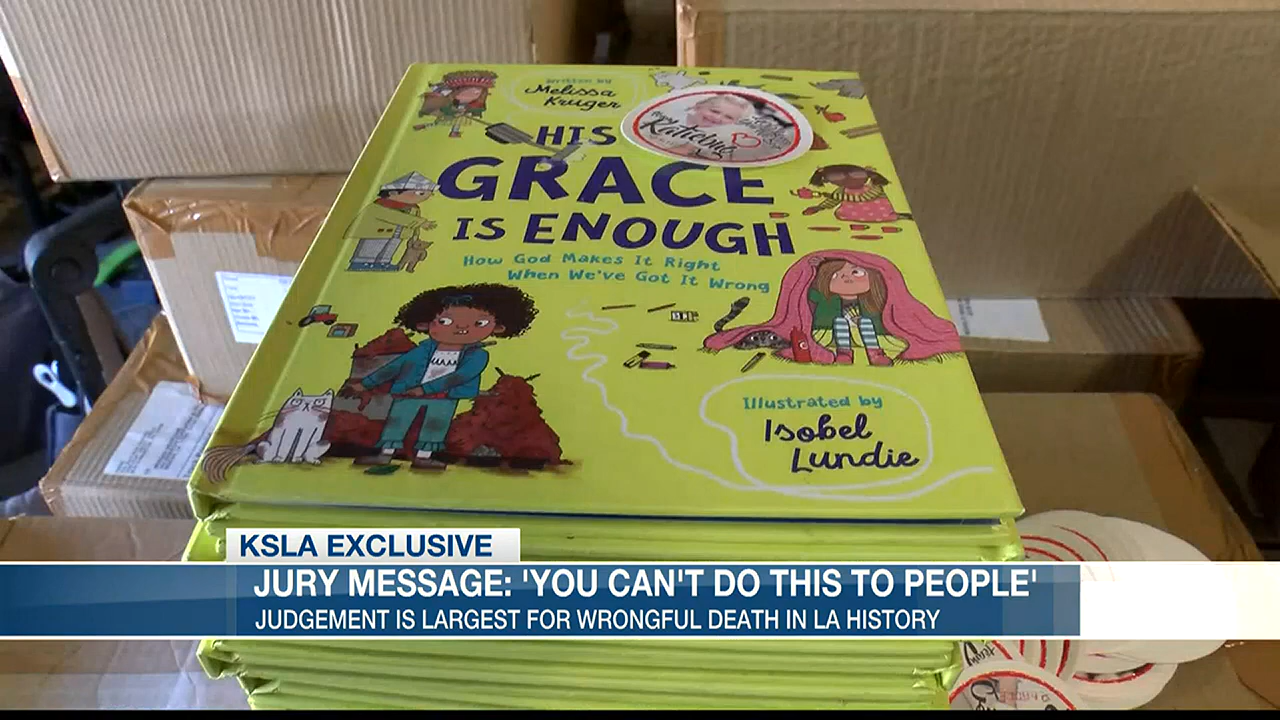 Written by
Melissa
Kruger
HIS
GRACE
IS ENOUGH
How God Makes It Right
When We've Got It Wrong
Illustrated by
Isobel
Lundie
KSLA EXCLUSIVE
JURY MESSAGE: 'YOU CAN'T DO THIS TO PEOPLE'
JUDGEMENT IS LARGEST FOR WRONGFUL DEATH IN LA HISTORY